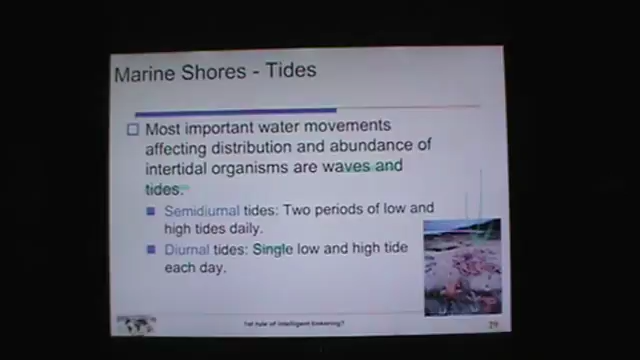 Marine Shores - Tides
Most important water movements
affecting distribution and abundance of
intertidal organisms are waves and
tides.
Semidiurnal tides: Two periods of low and
high tides daily.
Diurnal tides: Single low and high tide
each day.
1st rule of intelligent tinkering?
29